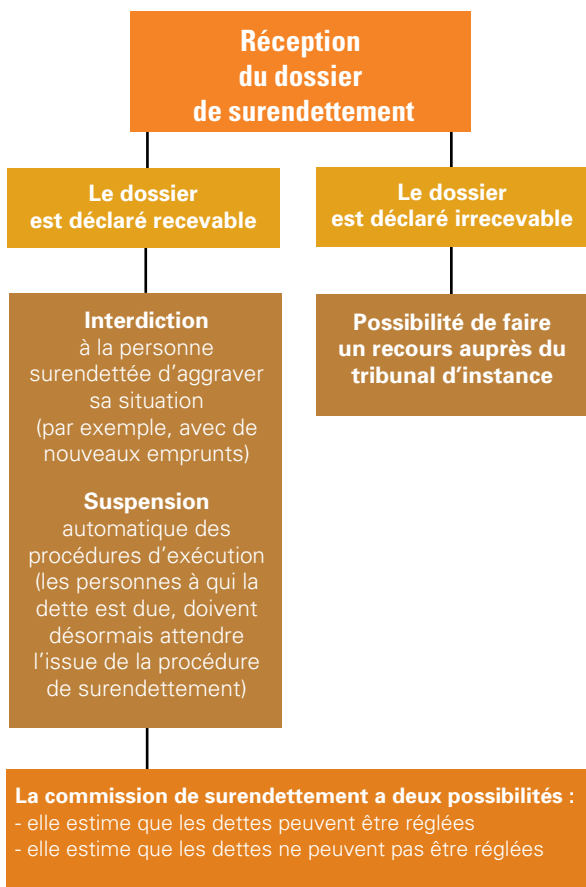 Réception
du dossier
de surendettement
Le dossier
est déclaré recevable
Le dossier
est déclaré irrecevable
Interdiction
à la personne
surendettée d'aggraver
sa situation
(par exemple, avec de
nouveaux emprunts)
Suspension
automatique des
procédures d'exécution
(les personnes à qui la
dette est due, doivent
désormais attendre
l'issue de la procédure
de surendettement)
Possibilité de faire
un recours auprès du
tribunal d'instance
La commission de surendettement a deux possibilités :
- elle estime que les dettes peuvent être réglées
- elle estime que les dettes ne peuvent pas être réglées